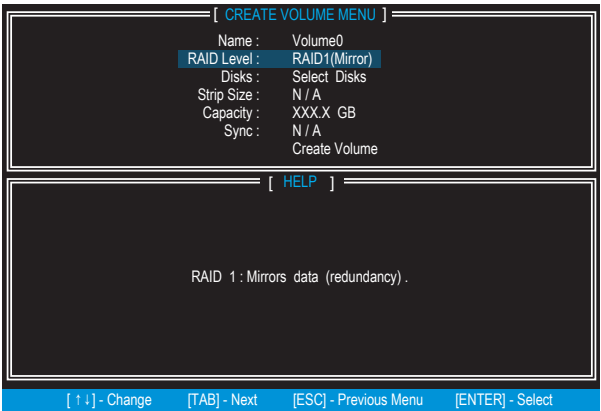 [ CREATE VOLUME MENU ]
Name : Volume0
RAID Level : RAID1(Mirror)
Disks : Select Disks
Strip Size : N / A
Capacity : XXX.X GB
Sync : N / A
Create Volume
[ HELP ]
RAID 1 : Mirrors data (redundancy) .
[ ↑↓] - Change [TAB] - Next [ESC] - Previous Menu [ENTER] - Select